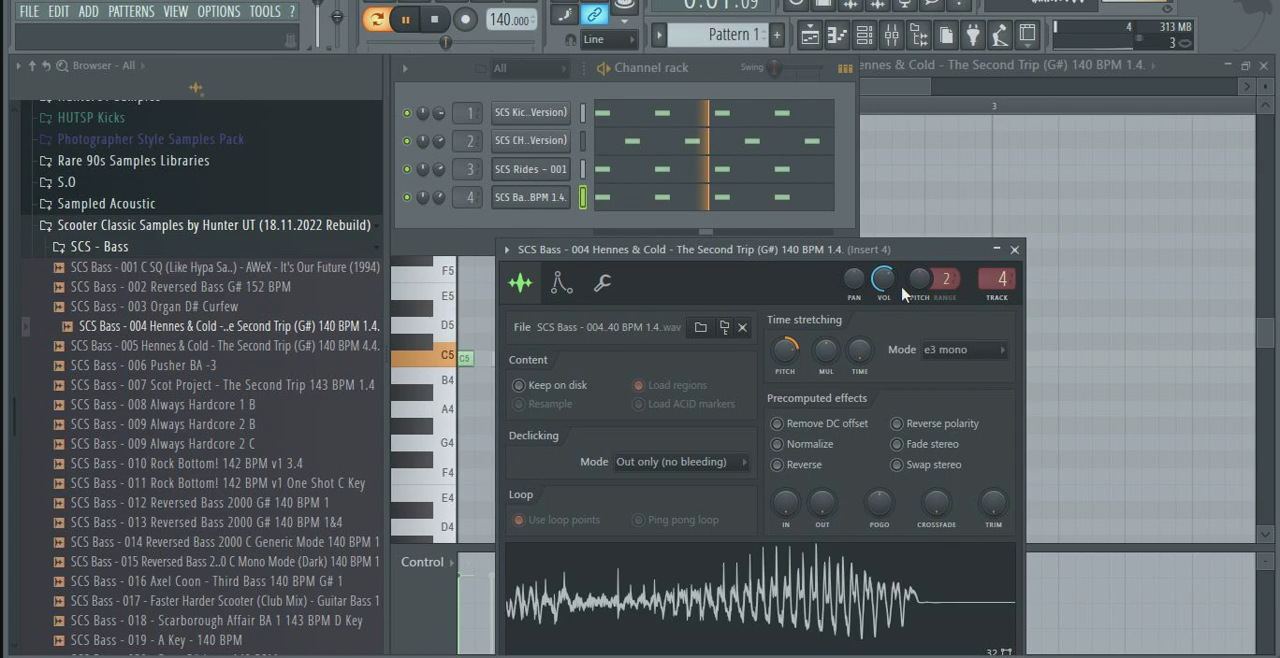 FILE EDIT ADD PATTERNS VIEW OPTIONS TOOLS ?
140.000
Line
Pattern 1
4
313 MB
3
Browser - All
HUTSP Kicks
Photographer Style Samples Pack
Rare 90s Samples Libraries
S.O
Sampled Acoustic
Scooter Classic Samples by Hunter UT (18.11.2022 Rebuild)
SCS - Bass
SCS Bass - 001 C SQ (Like Hypa Sa..) - AWeX - It's Our Future (1994)
SCS Bass - 002 Reversed Bass G# 152 BPM
SCS Bass - 003 Organ D# Curfew
SCS Bass - 004 Hennes & Cold -..e Second Trip (G#) 140 BPM 1.4.
SCS Bass - 005 Hennes & Cold - The Second Trip (G#) 140 BPM 4.4.
SCS Bass - 006 Pusher BA -3
SCS Bass - 007 Scot Project - The Second Trip 143 BPM 1.4
SCS Bass - 008 Always Hardcore 1 B
SCS Bass - 009 Always Hardcore 2 B
SCS Bass - 009 Always Hardcore 2 C
SCS Bass - 010 Rock Bottom! 142 BPM v1 3.4
SCS Bass - 011 Rock Bottom! 142 BPM v1 One Shot C Key
SCS Bass - 012 Reversed Bass 2000 G# 140 BPM 1
SCS Bass - 013 Reversed Bass 2000 G# 140 BPM 1&4
SCS Bass - 014 Reversed Bass 2000 C Generic Mode 140 BPM 1
SCS Bass - 015 Reversed Bass 2..0 C Mono Mode (Dark) 140 BPM 1
SCS Bass - 016 Axel Coon - Third Bass 140 BPM G# 1
SCS Bass - 017 - Faster Harder Scooter (Club Mix) - Guitar Bass 1
SCS Bass - 018 - Scarborough Affair BA 1 143 BPM D Key
SCS Bass - 019 - A Key - 140 BPM
All
Channel rack
Swing
1 SCS Kic..Version)
2 SCS CH..Version)
3 SCS Rides - 001
4 SCS Ba..BPM 1.4.
ennes & Cold - The Second Trip (G#) 140 BPM 1.4.
3
F5
E5
D5
C5
C5
B4
A4
G4
F4
E4
D4
Control
SCS Bass - 004 Hennes & Cold - The Second Trip (G#) 140 BPM 1.4. (Insert 4)
2
4
PAN VOL PITCH RANGE TRACK
File SCS Bass - 004.40 BPM 1.4..wav
Content
Keep on disk
Load regions
Resample
Load ACID markers
Declicking
Mode Out only (no bleeding)
Loop
Use loop points
Ping pong loop
Time stretching
Mode e3 mono
PITCH MUL TIME
Precomputed effects
Remove DC offset
Reverse polarity
Normalize
Fade stereo
Reverse
Swap stereo
IN OUT POGO CROSSFADE TRIM